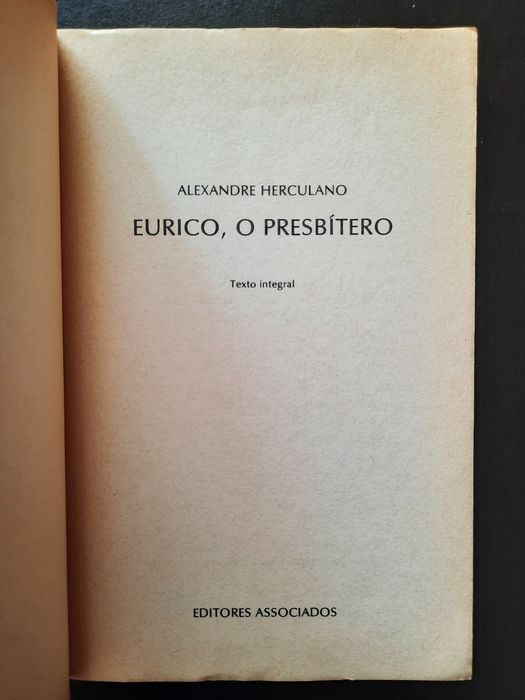 ALEXANDRE HERCULANO
EURICO, O PRESBÍTERO
Texto integral
EDITORES ASSOCIADOS